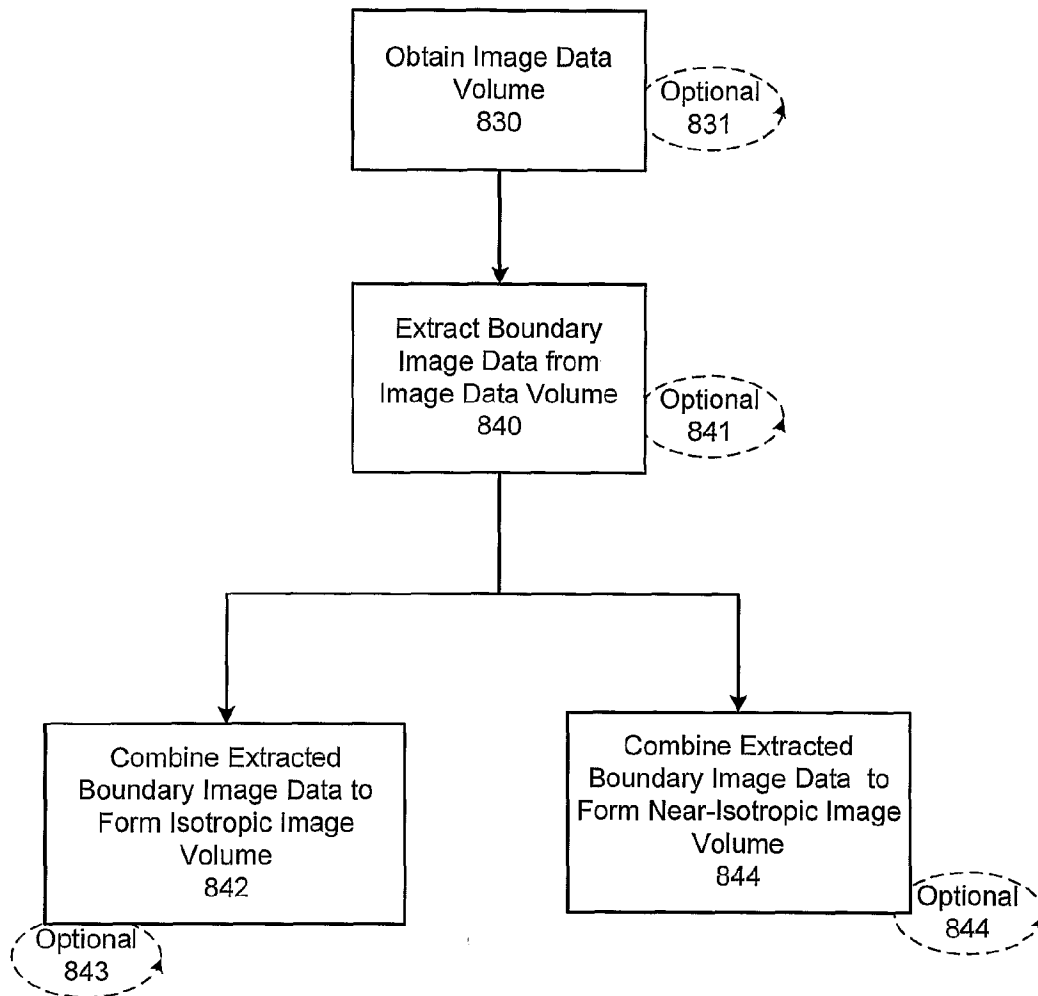 Obtain Image Data
Volume
830
Optional
831
Extract Boundary
Image Data from
Image Data Volume
840
Optional
841
Combine Extracted
Boundary Image Data to
Form Isotropic Image
Volume
842
Optional
843
Combine Extracted
Boundary Image Data to
Form Near-Isotropic Image
Volume
844
Optional
844